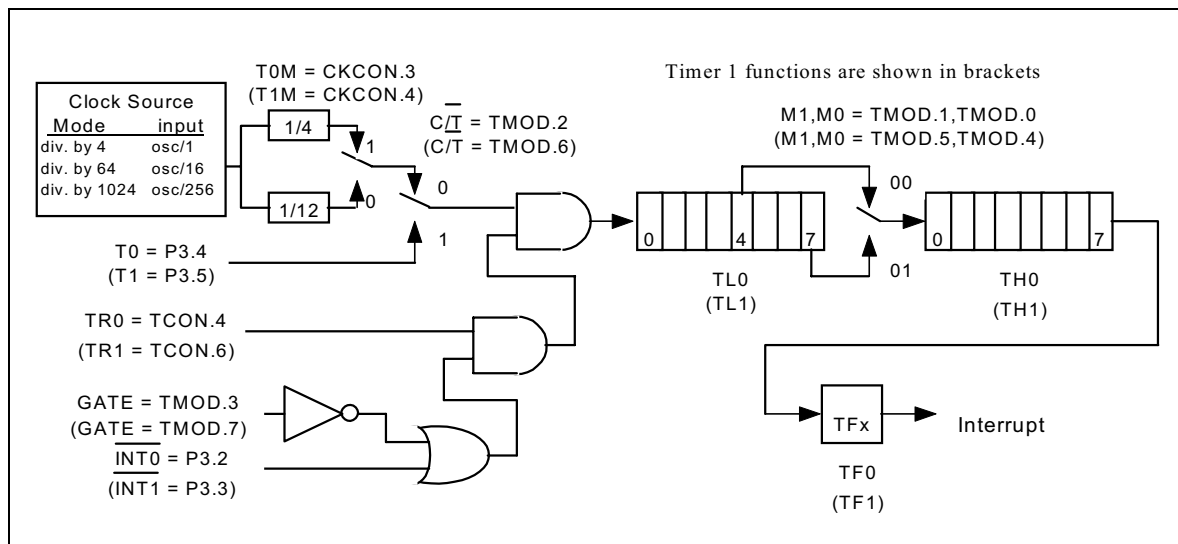 T0M = CKCON.3
(T1M = CKCON.4)
Timer 1 functions are shown in brackets
Clock Source
Mode input
div. by 4 osc/1
div. by 64 osc/16
div. by 1024 osc/256
1/4
1
0
1/12
C/T̅ = TMOD.2
(C/T̅ = TMOD.6)
0
1
M1,M0 = TMOD.1,TMOD.0
(M1,M0 = TMOD.5,TMOD.4)
00
01
0 4 7
TL0
(TL1)
0 7
TH0
(TH1)
T0 = P3.4
(T1 = P3.5)
TR0 = TCON.4
(TR1 = TCON.6)
GATE = TMOD.3
(GATE = TMOD.7)
I̅N̅T̅0̅ = P3.2
(I̅N̅T̅1̅ = P3.3)
TFx
Interrupt
TF0
(TF1)